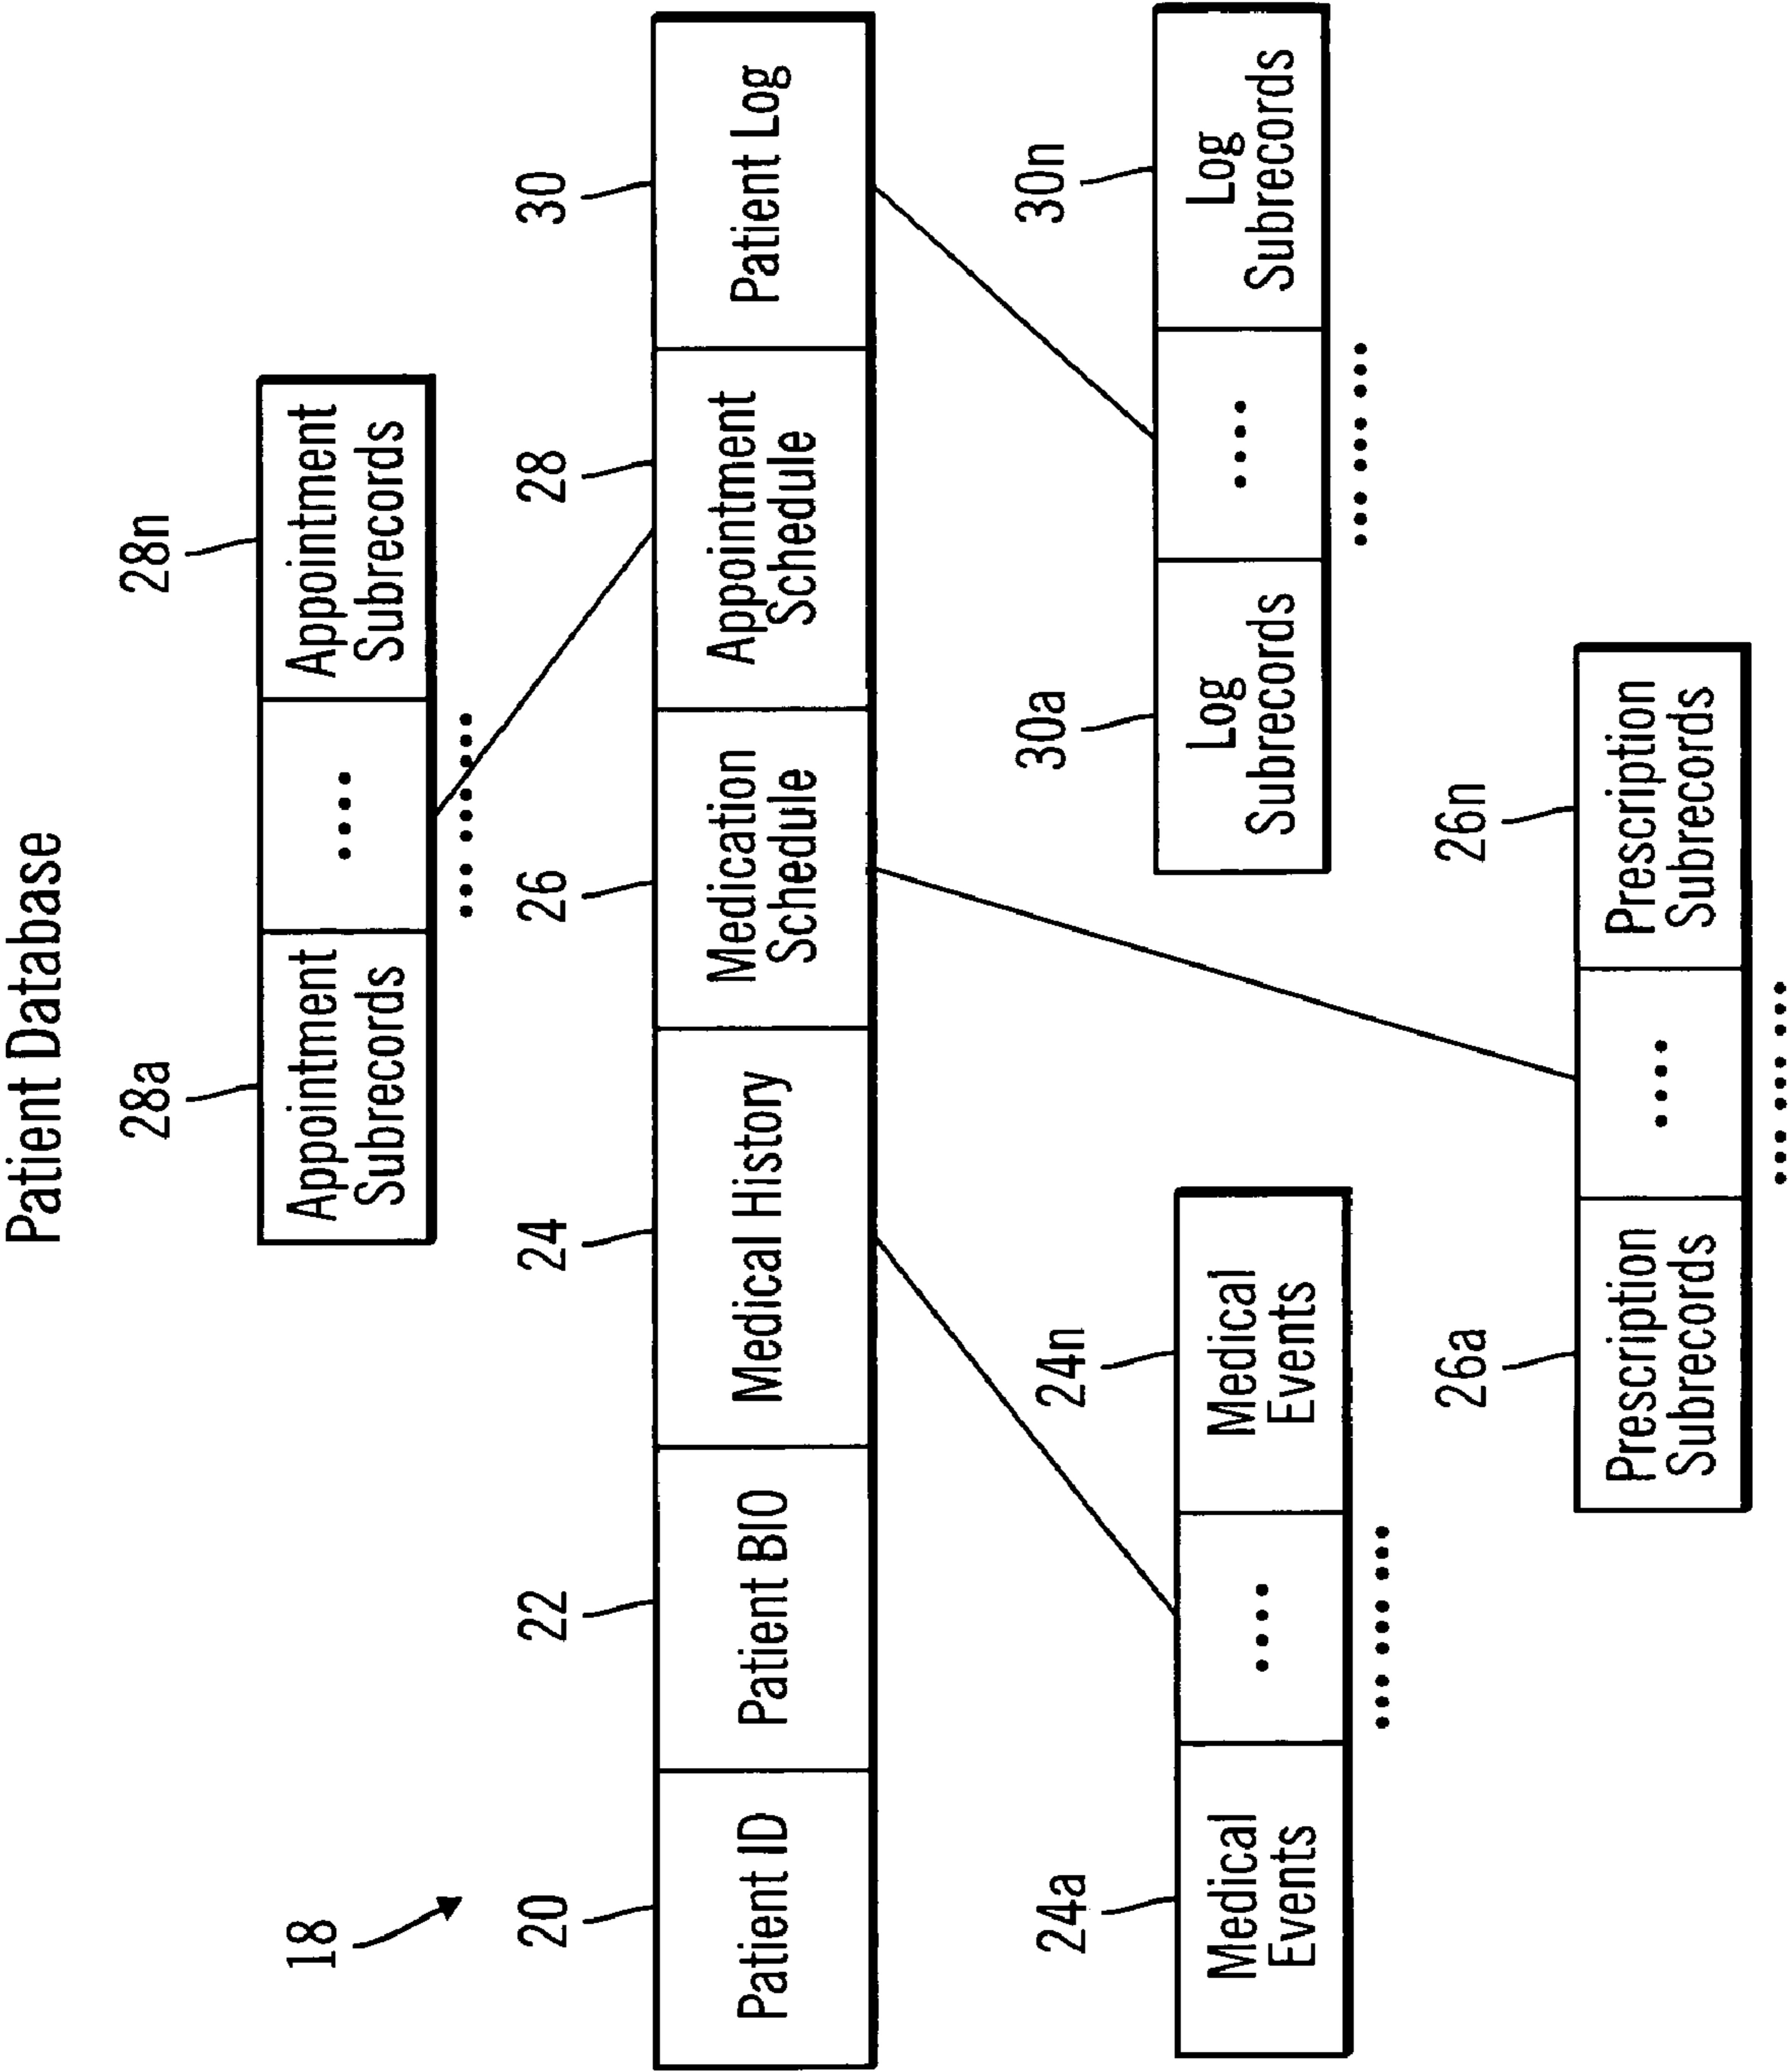 Patient Database
28a
28n
Appointment
Subrecords
....
Appointment
Subrecords
... ... ...
18
20
22
24
26
28
30
Patient ID
Patient BIO
Medical History
Medication
Schedule
Appointment
Schedule
Patient Log
24a
24n
Medical
Events
....
Medical
Events
... ... ...
30a
30n
Log
Subrecords
....
Log
Subrecords
... ... ...
26a
26n
Prescription
Subrecords
....
Prescription
Subrecords
... ... ...